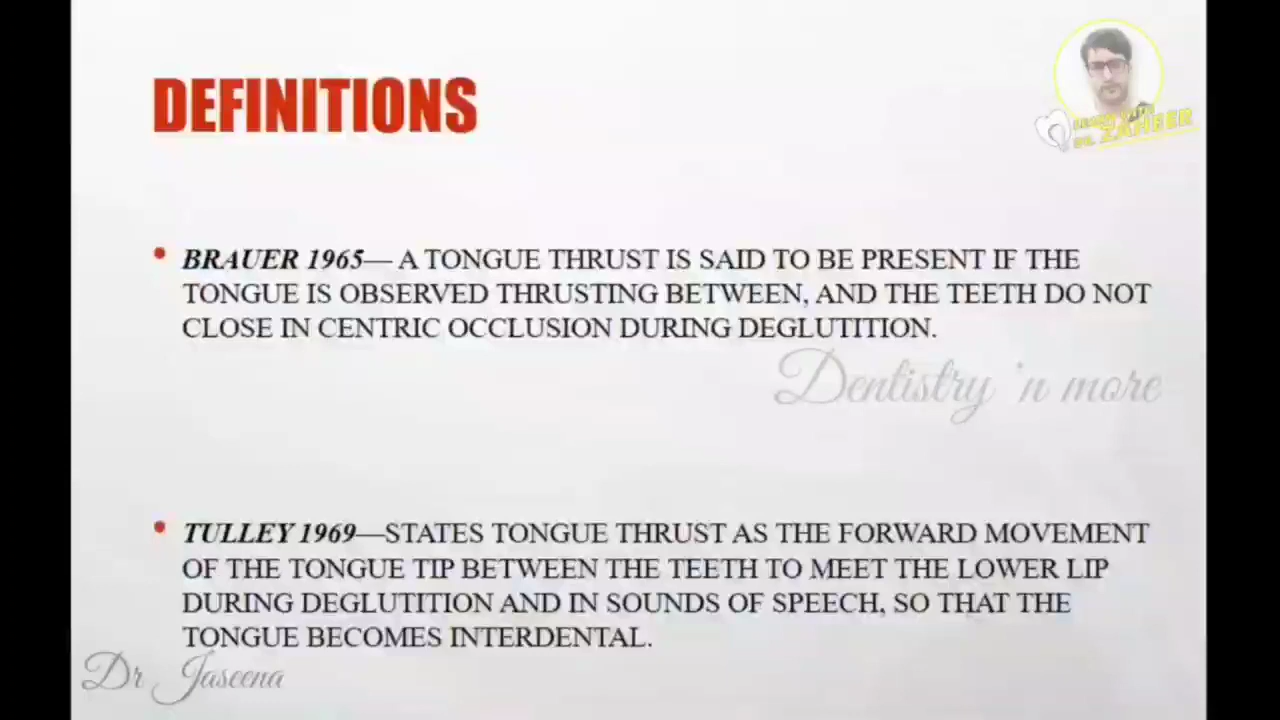 DEFINITIONS
DR. ZAHEER
BRAUER 1965— A TONGUE THRUST IS SAID TO BE PRESENT IF THE
TONGUE IS OBSERVED THRUSTING BETWEEN, AND THE TEETH DO NOT
CLOSE IN CENTRIC OCCLUSION DURING DEGLUTITION.
Dentistry 'n more
TULLEY 1969—STATES TONGUE THRUST AS THE FORWARD MOVEMENT
OF THE TONGUE TIP BETWEEN THE TEETH TO MEET THE LOWER LIP
DURING DEGLUTITION AND IN SOUNDS OF SPEECH, SO THAT THE
TONGUE BECOMES INTERDENTAL.
Dr Jaseena